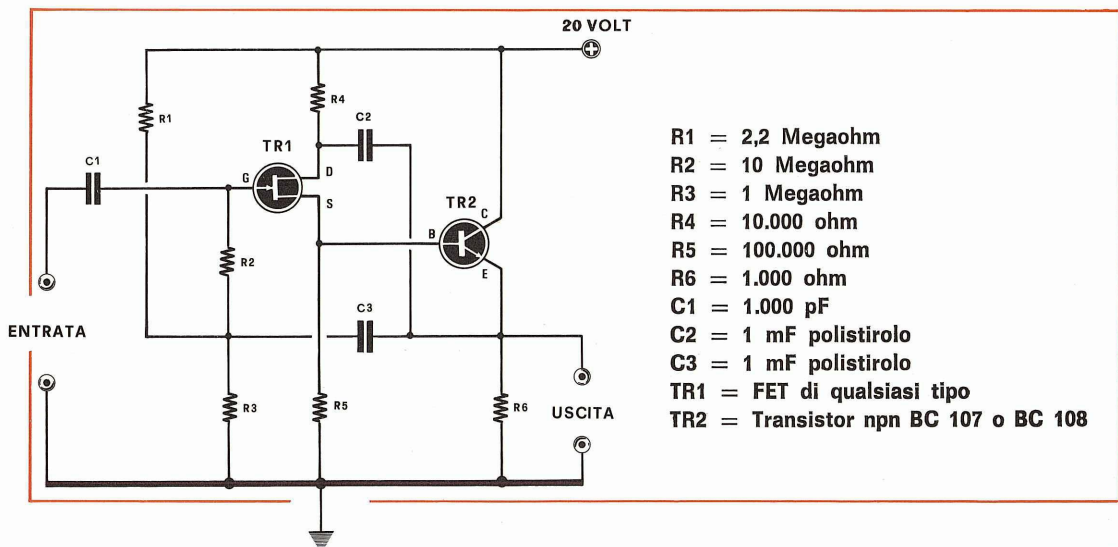 20 VOLT
R1
R4
C2
C1
TR1
D
G
S
TR2
C
B
E
R2
C3
ENTRATA
R3
R5
R6
USCITA
R1 = 2,2 Megaohm
R2 = 10 Megaohm
R3 = 1 Megaohm
R4 = 10.000 ohm
R5 = 100.000 ohm
R6 = 1.000 ohm
C1 = 1.000 pF
C2 = 1 mF polistirolo
C3 = 1 mF polistirolo
TR1 = FET di qualsiasi tipo
TR2 = Transistor npn BC 107 o BC 108